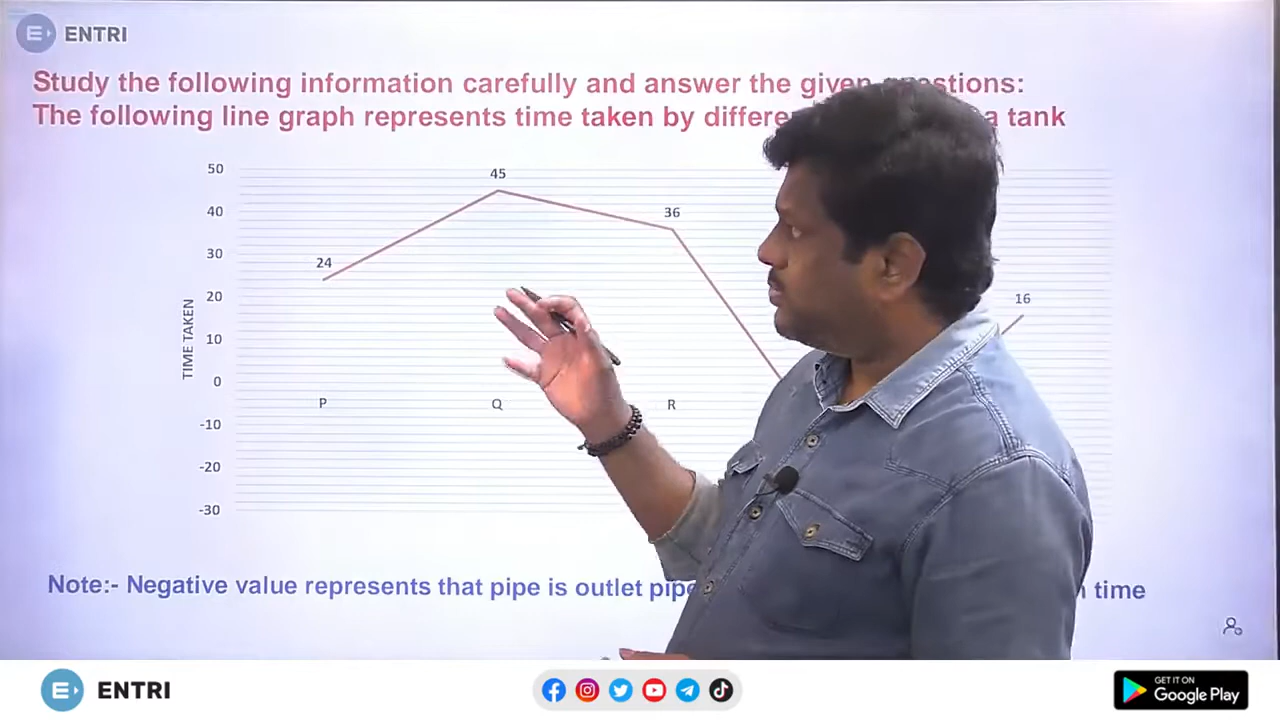 ENTRI
Study the following information carefully and answer the given questions:
The following line graph represents time taken by a tank
50
45
40
36
30
24
20
16
10
0
P
Q
R
-10
-20
-30
TIME TAKEN
Note:- Negative value represents that pipe is outlet pipe time
ENTRI
GET IT ON
Google Play